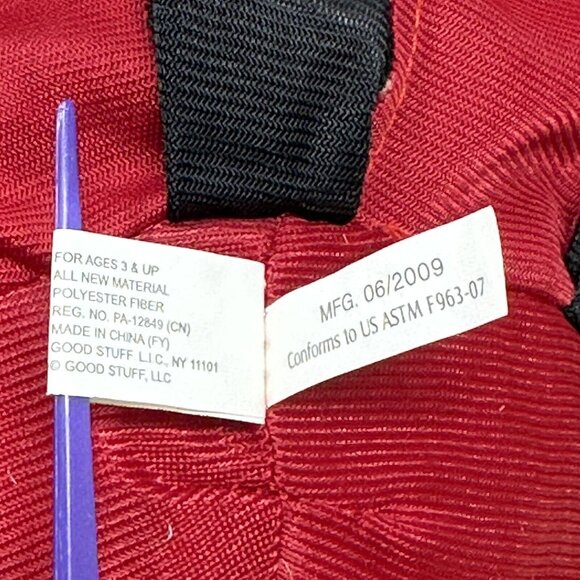 FOR AGES 3 & UP
ALL NEW MATERIAL
POLYESTER FIBER
REG. NO. PA-12849 (CN)
MADE IN CHINA (FY)
GOOD STUFF L.I.C., NY 11101
© GOOD STUFF, LLC
MFG. 06/2009
Conforms to US ASTM F963-07